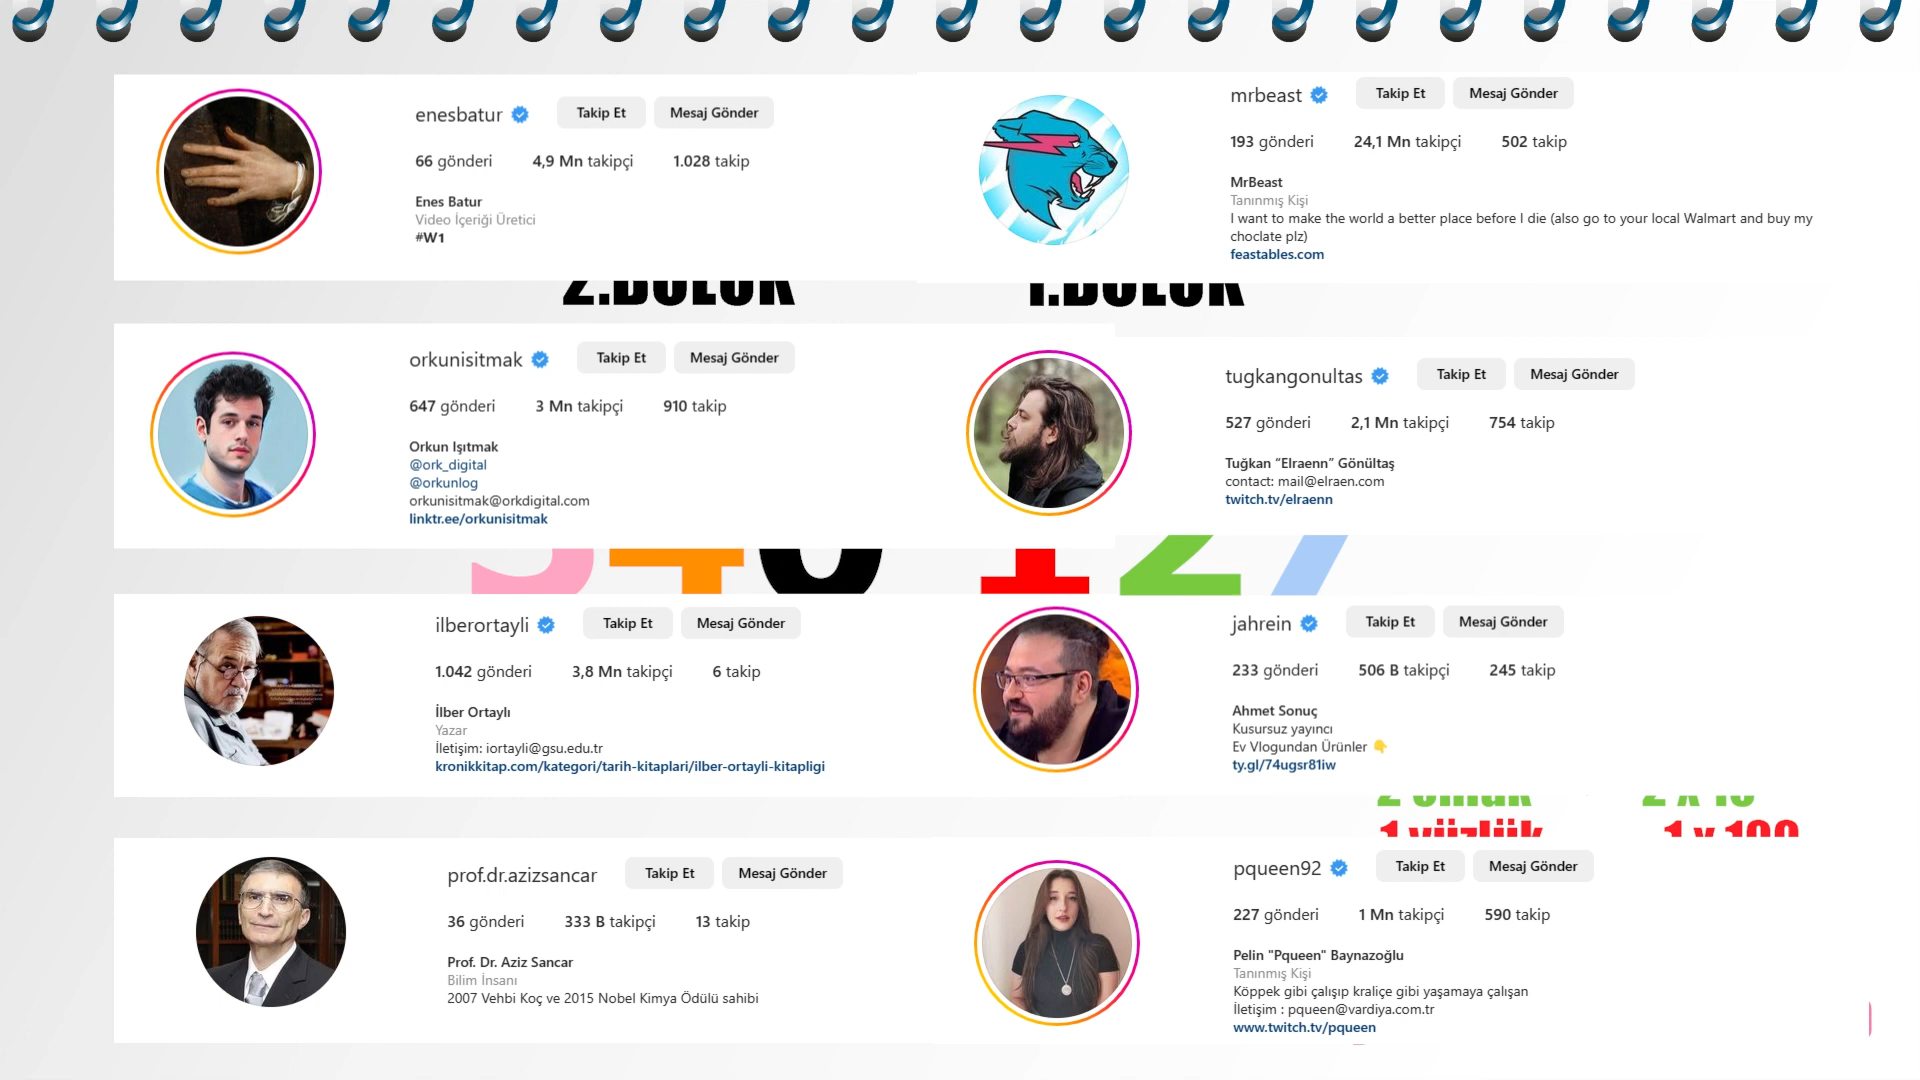 enesbatur Takip Et Mesaj Gönder
66 gönderi 4,9 Mn takipçi 1.028 takip
Enes Batur
Video İçeriği Üretici
#W1
mrbeast Takip Et Mesaj Gönder
193 gönderi 24,1 Mn takipçi 502 takip
MrBeast
Tanınmış Kişi
I want to make the world a better place before I die (also go to your local Walmart and buy my
choclate plz)
feastables.com
2.BÖLÜK 1.BÖLÜK
orkunisitmak Takip Et Mesaj Gönder
647 gönderi 3 Mn takipçi 910 takip
Orkun Işıtmak
@ork_digital
@orkunlog
orkunisitmak@orkdigital.com
linktr.ee/orkunisitmak
tugkangonultas Takip Et Mesaj Gönder
527 gönderi 2,1 Mn takipçi 754 takip
Tuğkan “Elraenn” Gönültaş
contact: mail@elraen.com
twitch.tv/elraenn
ilberortayli Takip Et Mesaj Gönder
1.042 gönderi 3,8 Mn takipçi 6 takip
İlber Ortaylı
Yazar
İletişim: iortayli@gsu.edu.tr
kronikkitap.com/kategori/tarih-kitaplari/ilber-ortayli-kitapligi
jahrein Takip Et Mesaj Gönder
233 gönderi 506 B takipçi 245 takip
Ahmet Sonuç
Kusursuz yayıncı
Ev Vlogundan Ürünler 👇
ty.gl/74ugsr81iw
1 yüzlük 1 x 100
prof.dr.azizsancar Takip Et Mesaj Gönder
36 gönderi 333 B takipçi 13 takip
Prof. Dr. Aziz Sancar
Bilim İnsanı
2007 Vehbi Koç ve 2015 Nobel Kimya Ödülü sahibi
pqueen92 Takip Et Mesaj Gönder
227 gönderi 1 Mn takipçi 590 takip
Pelin "Pqueen" Baynazoğlu
Tanınmış Kişi
Köppek gibi çalışıp kraliçe gibi yaşamaya çalışan
İletişim : pqueen@vardiya.com.tr
www.twitch.tv/pqueen